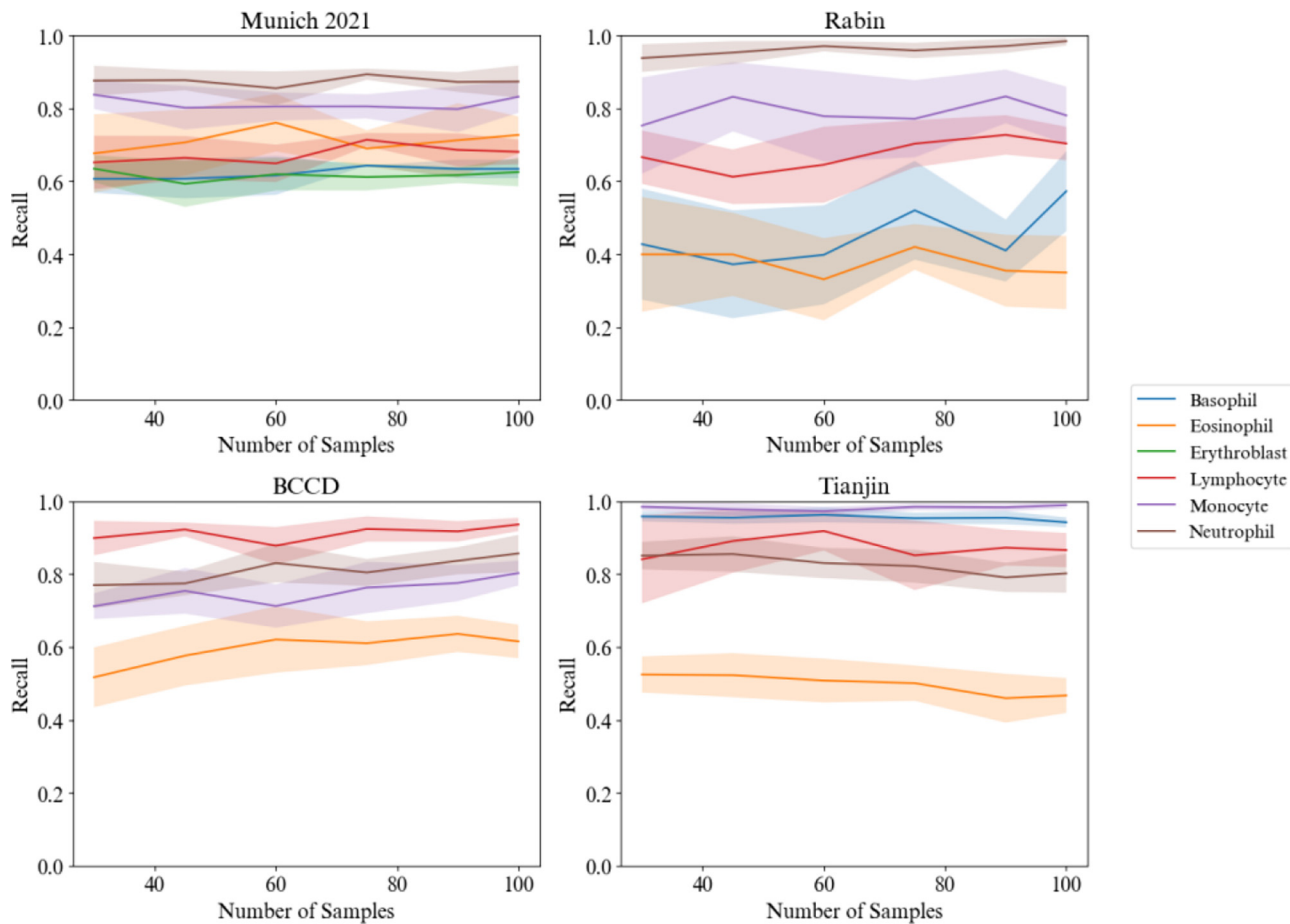 Munich 2021
1.0
0.8
0.6
0.4
0.2
0.0
Recall
40 60 80 100
Number of Samples
Rabin
1.0
0.8
0.6
0.4
0.2
0.0
Recall
40 60 80 100
Number of Samples
BCCD
1.0
0.8
0.6
0.4
0.2
0.0
Recall
40 60 80 100
Number of Samples
Tianjin
1.0
0.8
0.6
0.4
0.2
0.0
Recall
40 60 80 100
Number of Samples
Basophil
Eosinophil
Erythroblast
Lymphocyte
Monocyte
Neutrophil